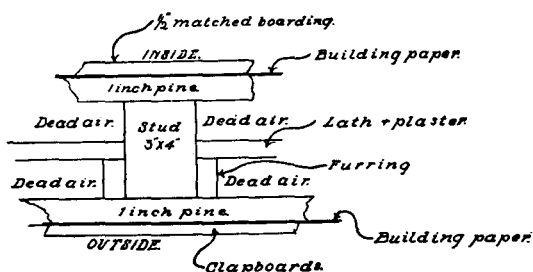 ½" matched boarding.
INSIDE.
Building paper.
1 inch pine.
Dead air.
Stud
3"X4"
Dead air.
Lath + plaster.
Furring
Dead air.
Dead air.
1 inch pine.
OUTSIDE.
Building paper.
Clapboards.